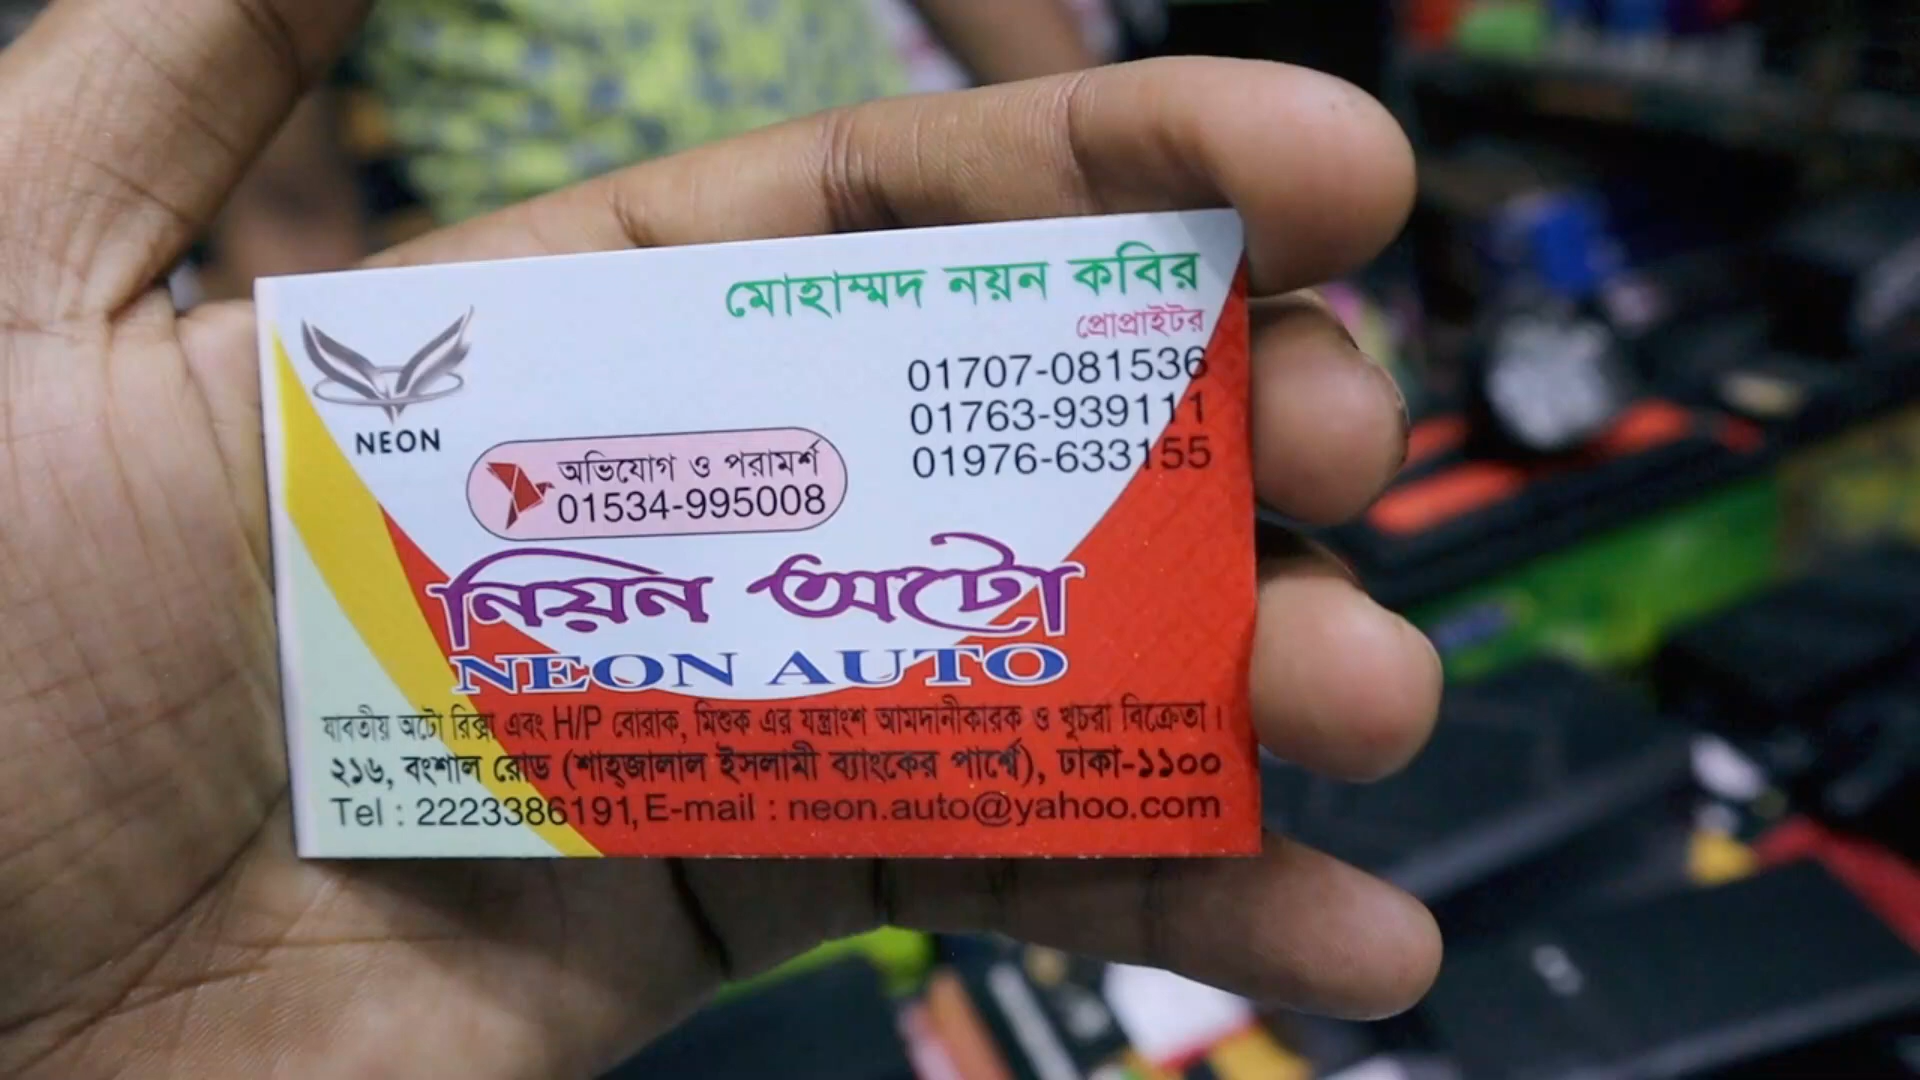 মোহাম্মদ নয়ন কবির
প্রোপ্রাইটর
01707-081536
01763-939111
01976-633155
NEON
অভিযোগ ও পরামর্শ
01534-995008
নিয়ন অটো
NEON AUTO
যাবতীয় অটো রিক্সা এবং H/P বোরাক, মিশুক এর যন্ত্রাংশ আমদানীকারক ও খুচরা বিক্রেতা।
২১৬, বংশাল রোড (শাহ্জালাল ইসলামী ব্যাংকের পার্শ্বে), ঢাকা-১১০০
Tel : 2223386191, E-mail : neon.auto@yahoo.com